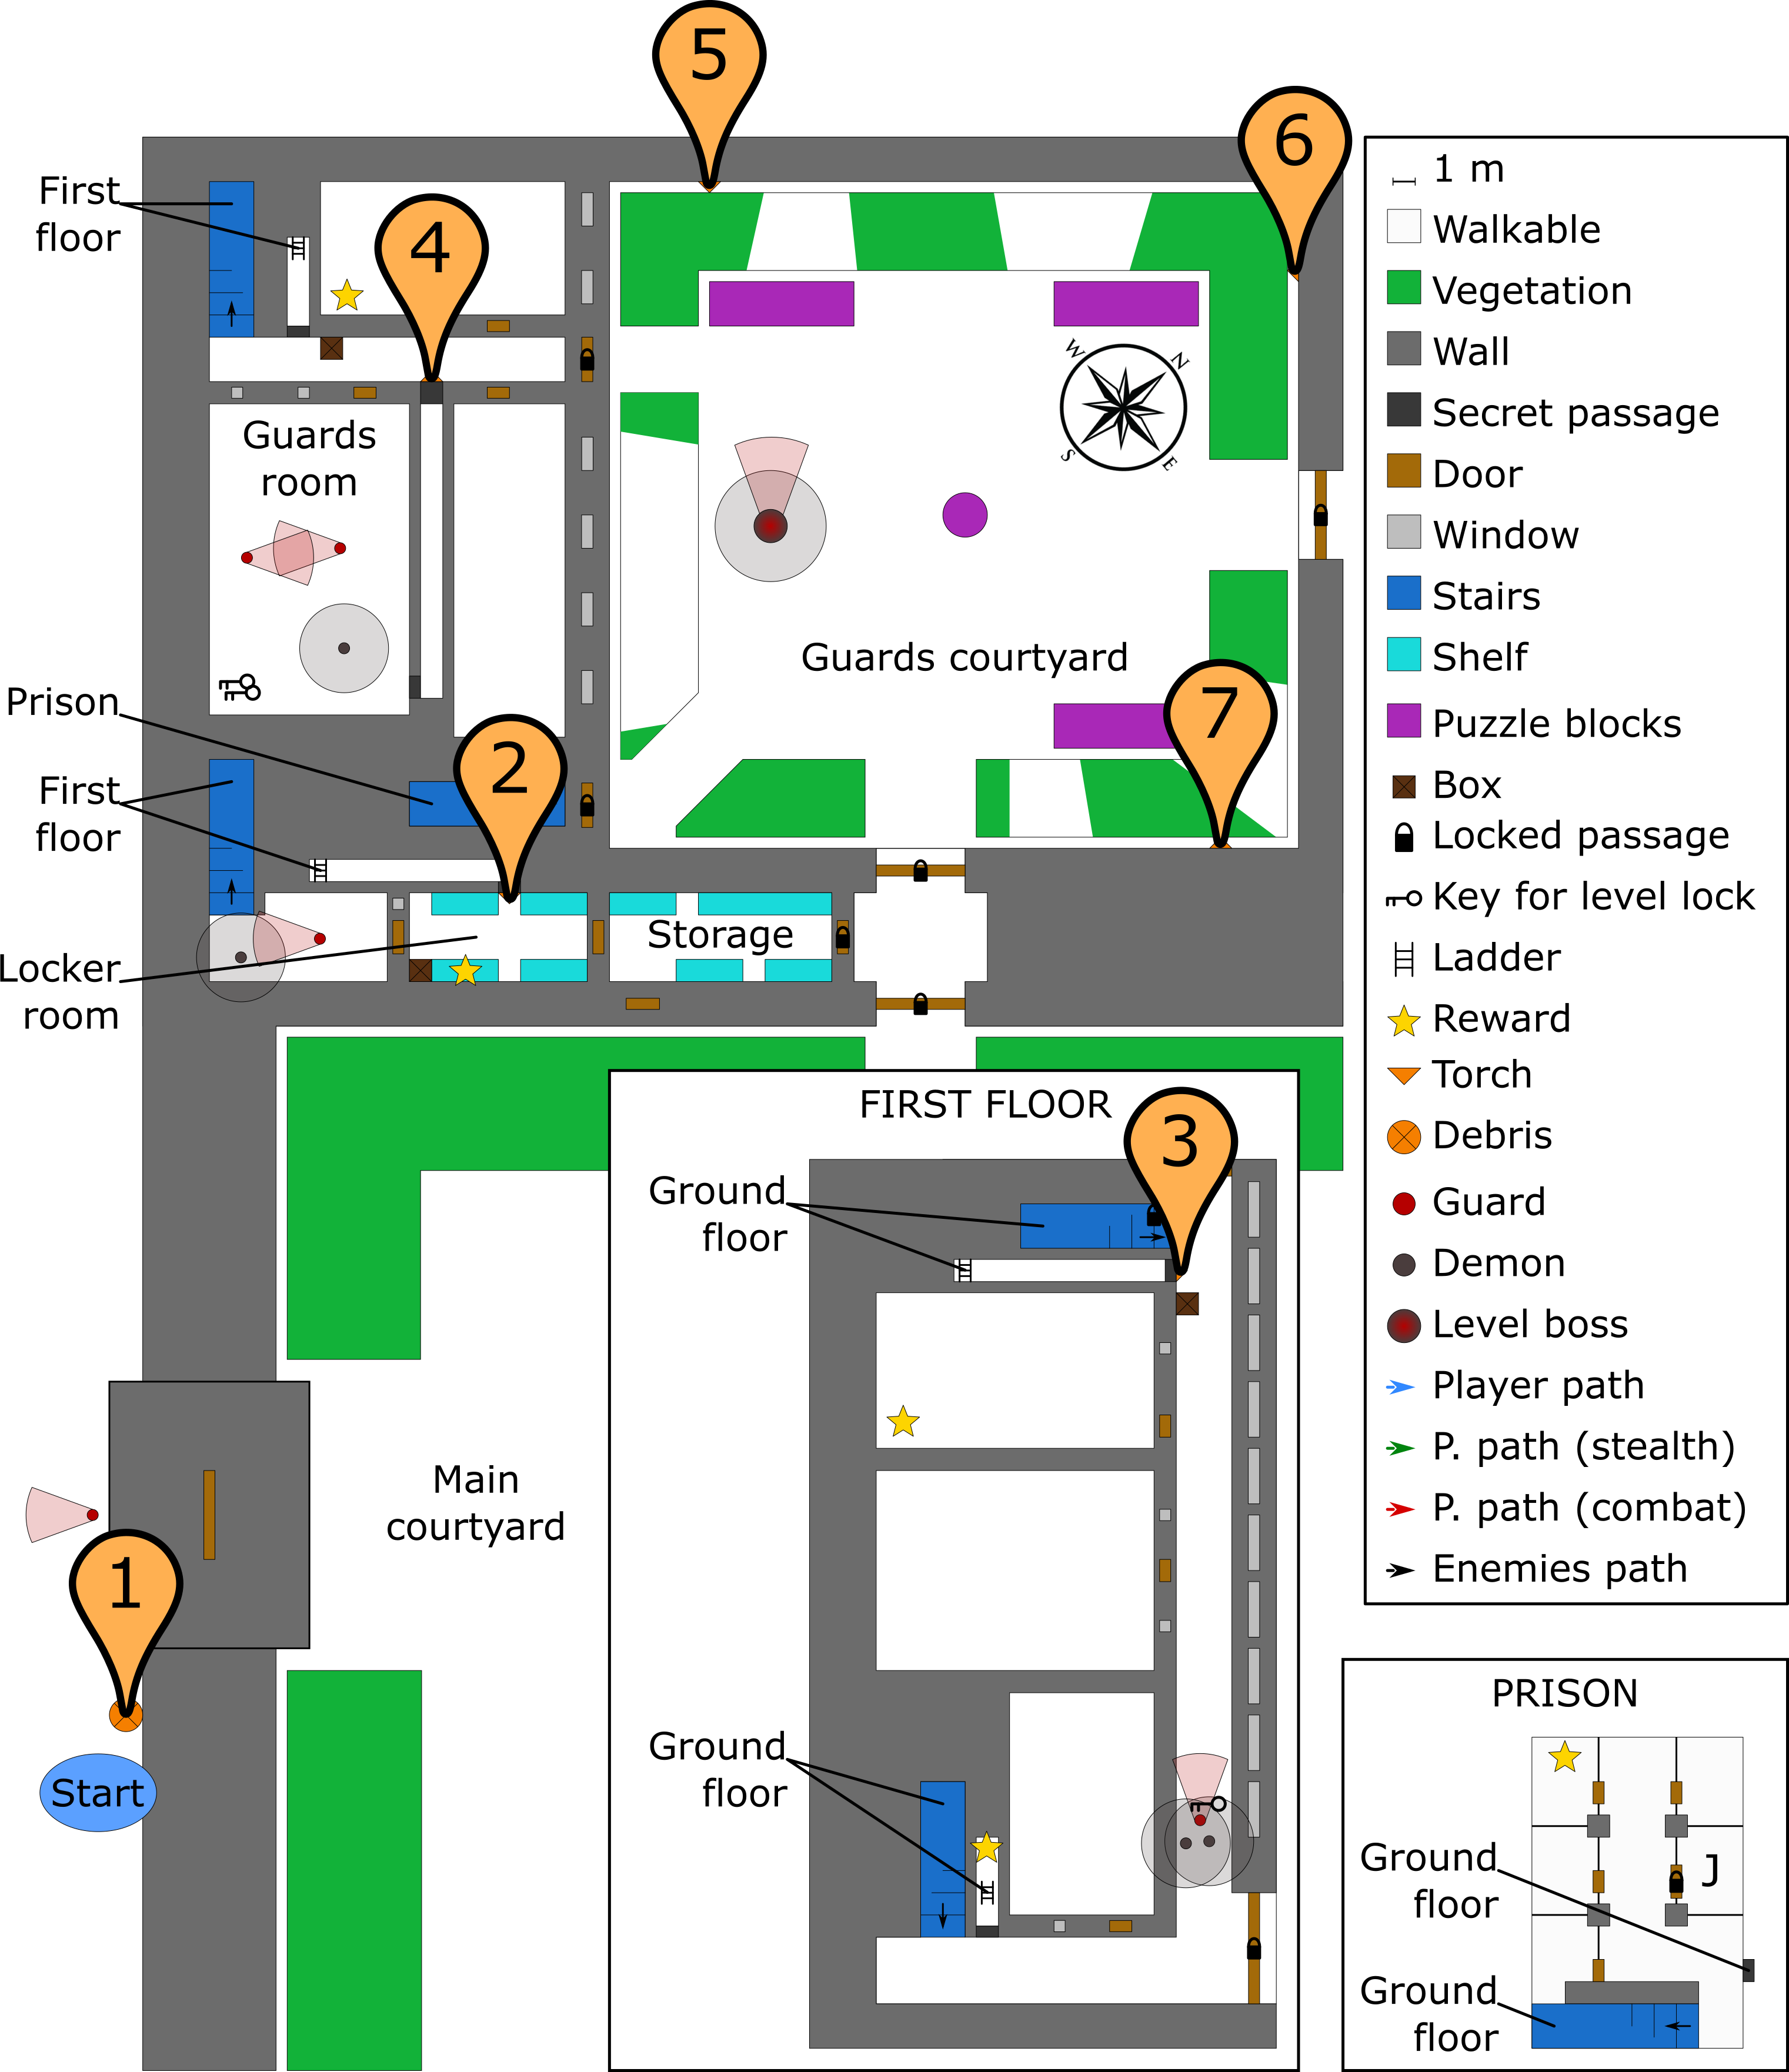 5
6
First
floor
4
W
N
S
E
Guards
room
Guards courtyard
Prison
7
2
First
floor
Storage
Locker
room
1 m
Walkable
Vegetation
Wall
Secret passage
Door
Window
Stairs
Shelf
Puzzle blocks
Box
Locked passage
Key for level lock
Ladder
Reward
Torch
Debris
Guard
Demon
Level boss
Player path
P. path (stealth)
P. path (combat)
Enemies path
FIRST FLOOR
3
Ground
floor
Ground
floor
Main
courtyard
1
Start
PRISON
J
Ground
floor
Ground
floor